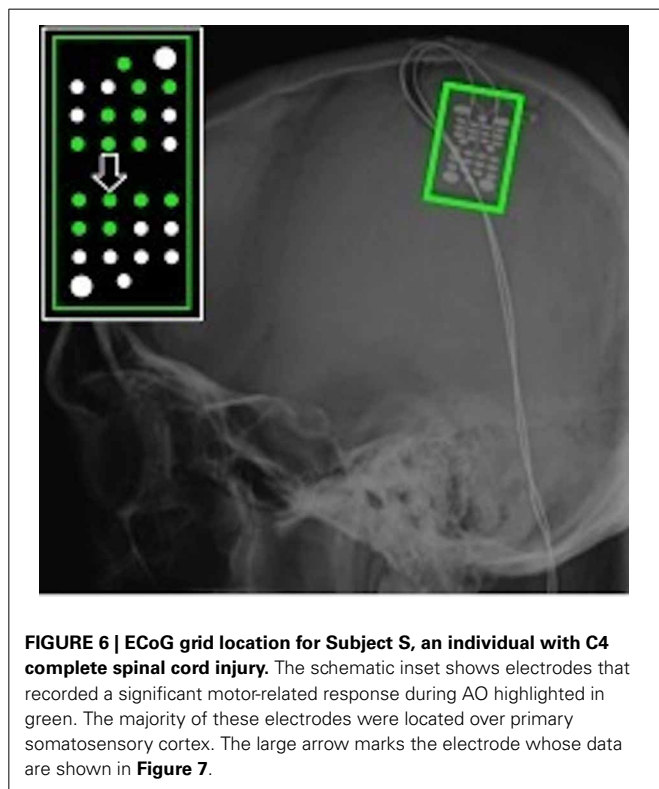 FIGURE 6 | ECoG grid location for Subject S, an individual with C4
complete spinal cord injury. The schematic inset shows electrodes that
recorded a significant motor-related response during AO highlighted in
green. The majority of these electrodes were located over primary
somatosensory cortex. The large arrow marks the electrode whose data
are shown in Figure 7.